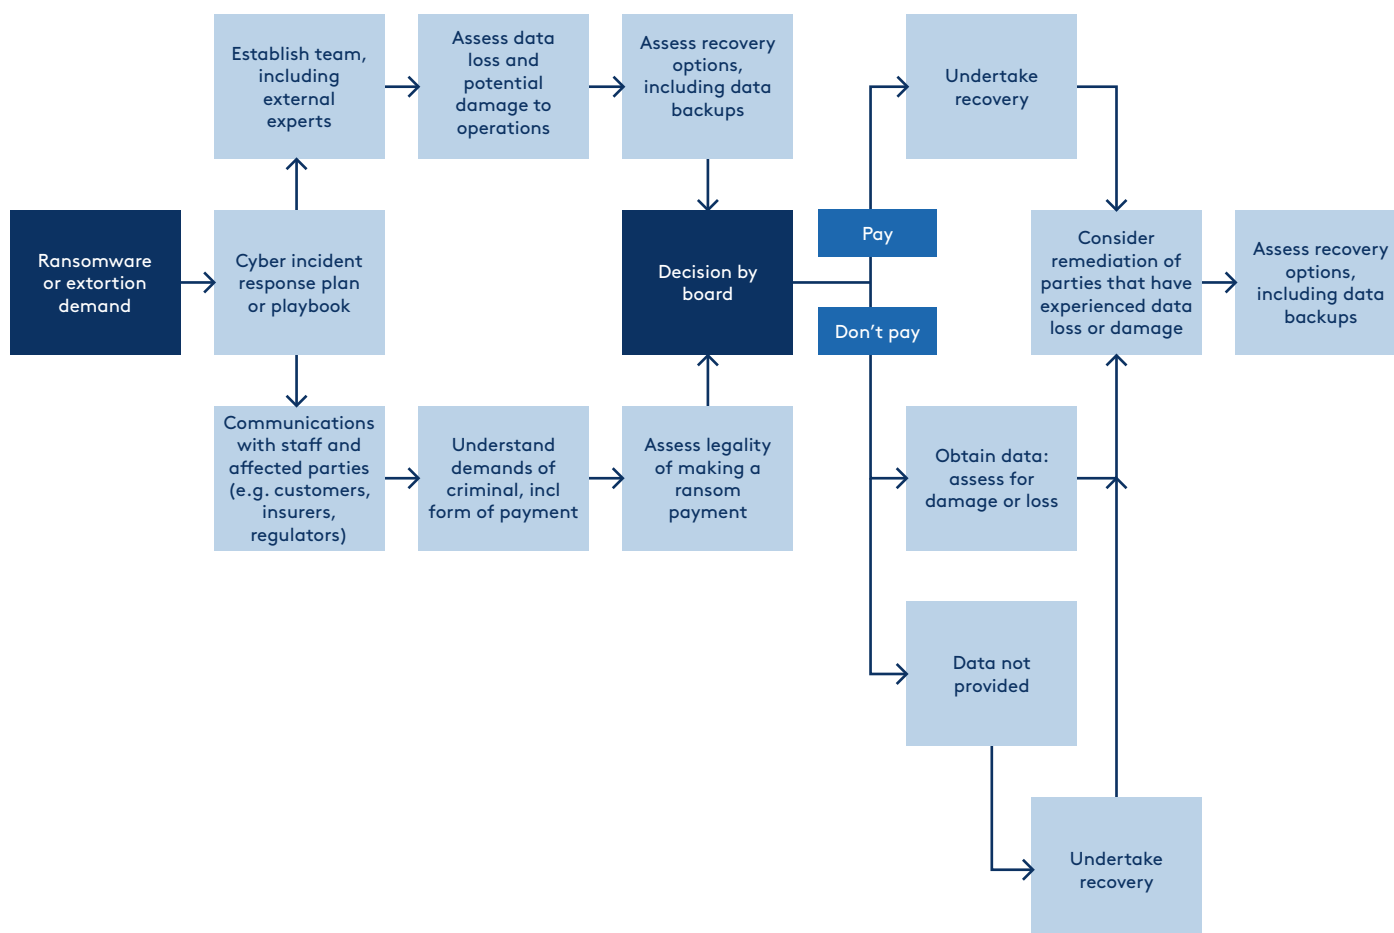 Establish team,
including
external
experts
Assess data
loss and
potential
damage to
operations
Assess recovery
options,
including data
backups
Undertake
recovery
Ransomware
or extortion
demand
Cyber incident
response plan
or playbook
Decision by
board
Pay
Don’t pay
Consider
remediation of
parties that have
experienced data
loss or damage
Assess recovery
options,
including data
backups
Communications
with staff and
affected parties
(e.g. customers,
insurers,
regulators)
Understand
demands of
criminal, incl
form of payment
Assess legality
of making a
ransom
payment
Obtain data:
assess for
damage or loss
Data not
provided
Undertake
recovery